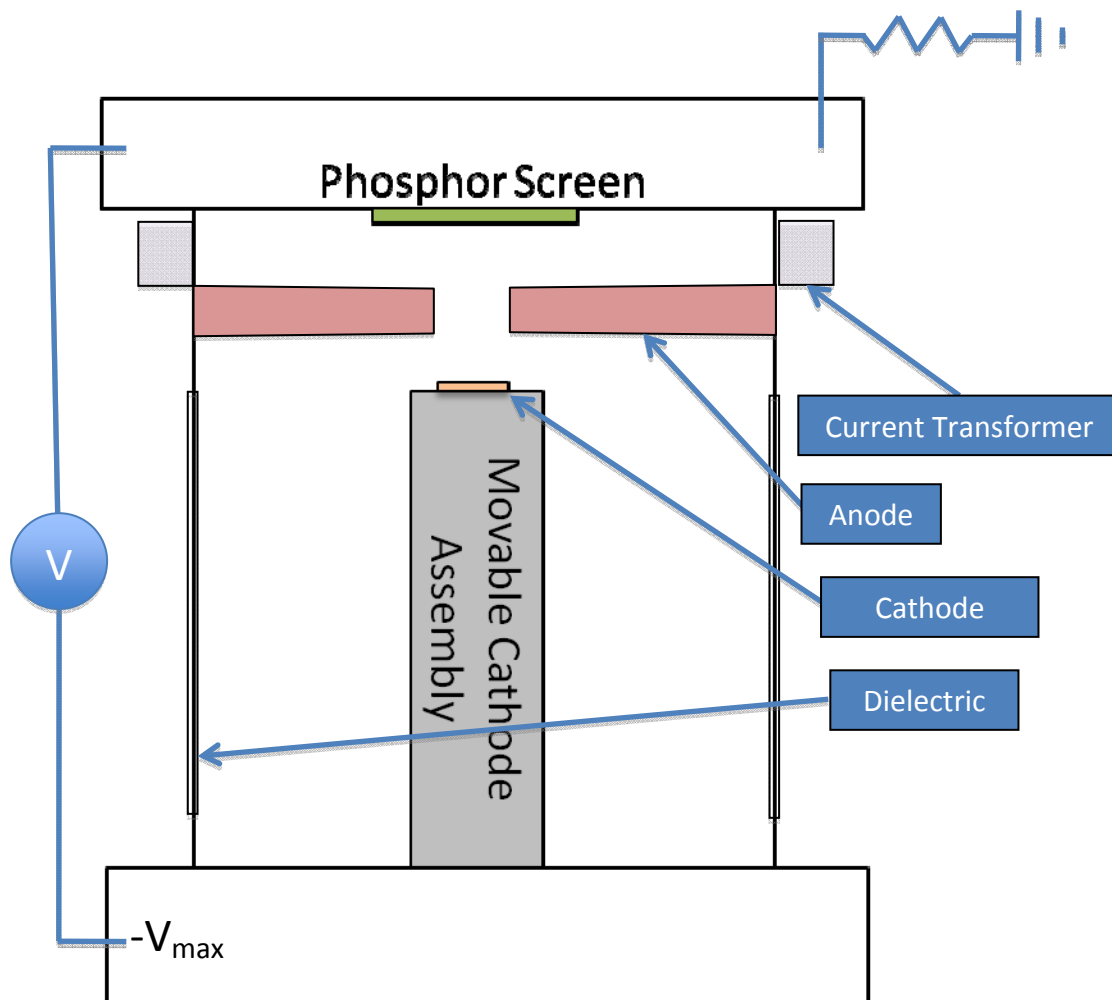 Phosphor Screen
Current Transformer
Anode
V
Cathode
Movable Cathode
Assembly
Dielectric
-Vmax